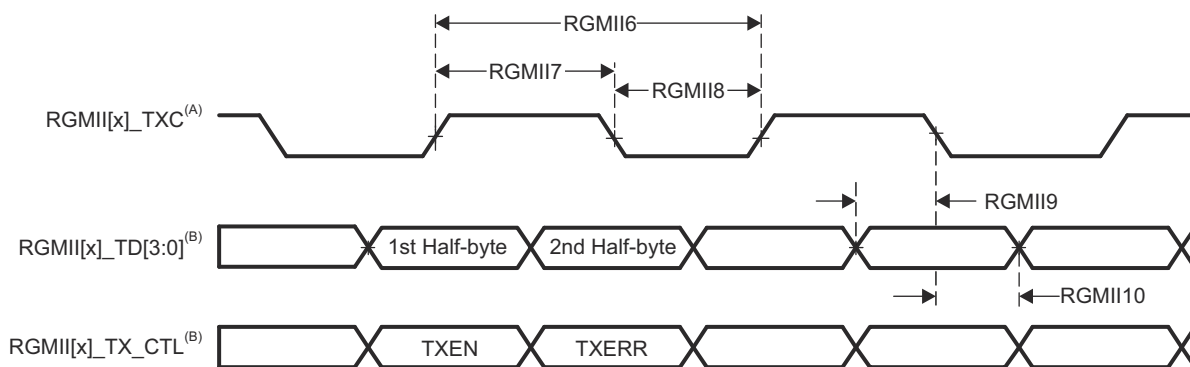 RGMII6
RGMII7
RGMII8
RGMII[x]_TXC(A)
RGMII9
RGMII[x]_TD[3:0](B)
1st Half-byte
2nd Half-byte
RGMII10
RGMII[x]_TX_CTL(B)
TXEN
TXERR